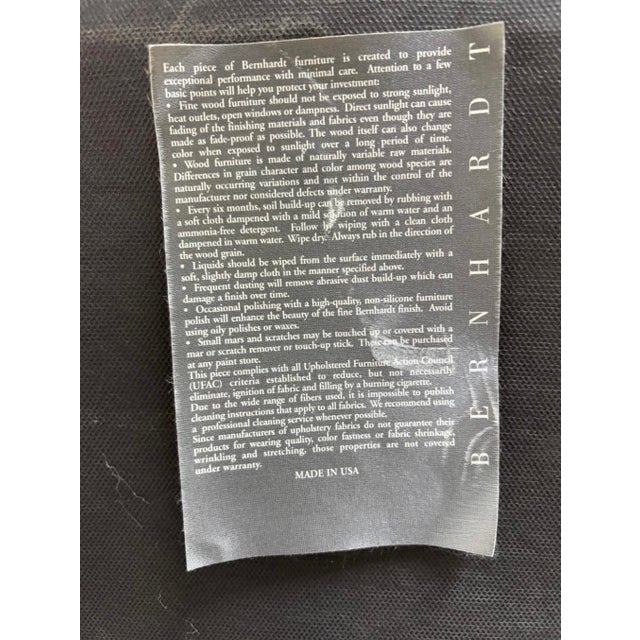 Each piece of Bernhardt furniture is created to provide
exceptional performance with minimal care. Attention to a few
basic points will help you protect your investment:
• Fine wood furniture should not be exposed to strong sunlight,
heat outlets, open windows or dampness. Direct sunlight can cause
fading of the finishing materials and fabrics even though they are
made as fade-proof as possible. The wood itself can also change
color when exposed to sunlight over a long period of time.
• Wood furniture is made of naturally variable raw materials.
Differences in grain character and color among wood species are
naturally occurring variations and not within the control of the
manufacturer nor considered defects under warranty.
• Every six months, soil build-up can be removed by rubbing with
a soft cloth dampened with a mild solution of warm water and an
ammonia-free detergent. Follow by wiping with a clean cloth
dampened in warm water. Wipe dry. Always rub in the direction of
the wood grain.
• Liquids should be wiped from the surface immediately with a
soft, slightly damp cloth in the manner specified above.
• Frequent dusting will remove abrasive dust build-up which can
damage a finish over time.
• Occasional polishing with a high-quality, non-silicone furniture
polish will enhance the beauty of the fine Bernhardt finish. Avoid
using oily polishes or waxes.
• Small mars and scratches may be touched up or covered with a
mar or scratch remover or touch-up stick. These can be purchased
at any paint store.
This piece complies with all Upholstered Furniture Action Council
(UFAC) criteria established to reduce, but not necessarily
eliminate, ignition of fabric and filling by a burning cigarette.
Due to the wide range of fibers used, it is impossible to publish
cleaning instructions that apply to all fabrics. We recommend using
a professional cleaning service whenever possible.
Since manufacturers of upholstery fabrics do not guarantee their
products for wearing quality, color fastness or fabric shrinkage,
wrinkling and stretching, those properties are not covered
under warranty.
MADE IN USA
BERNHARDT